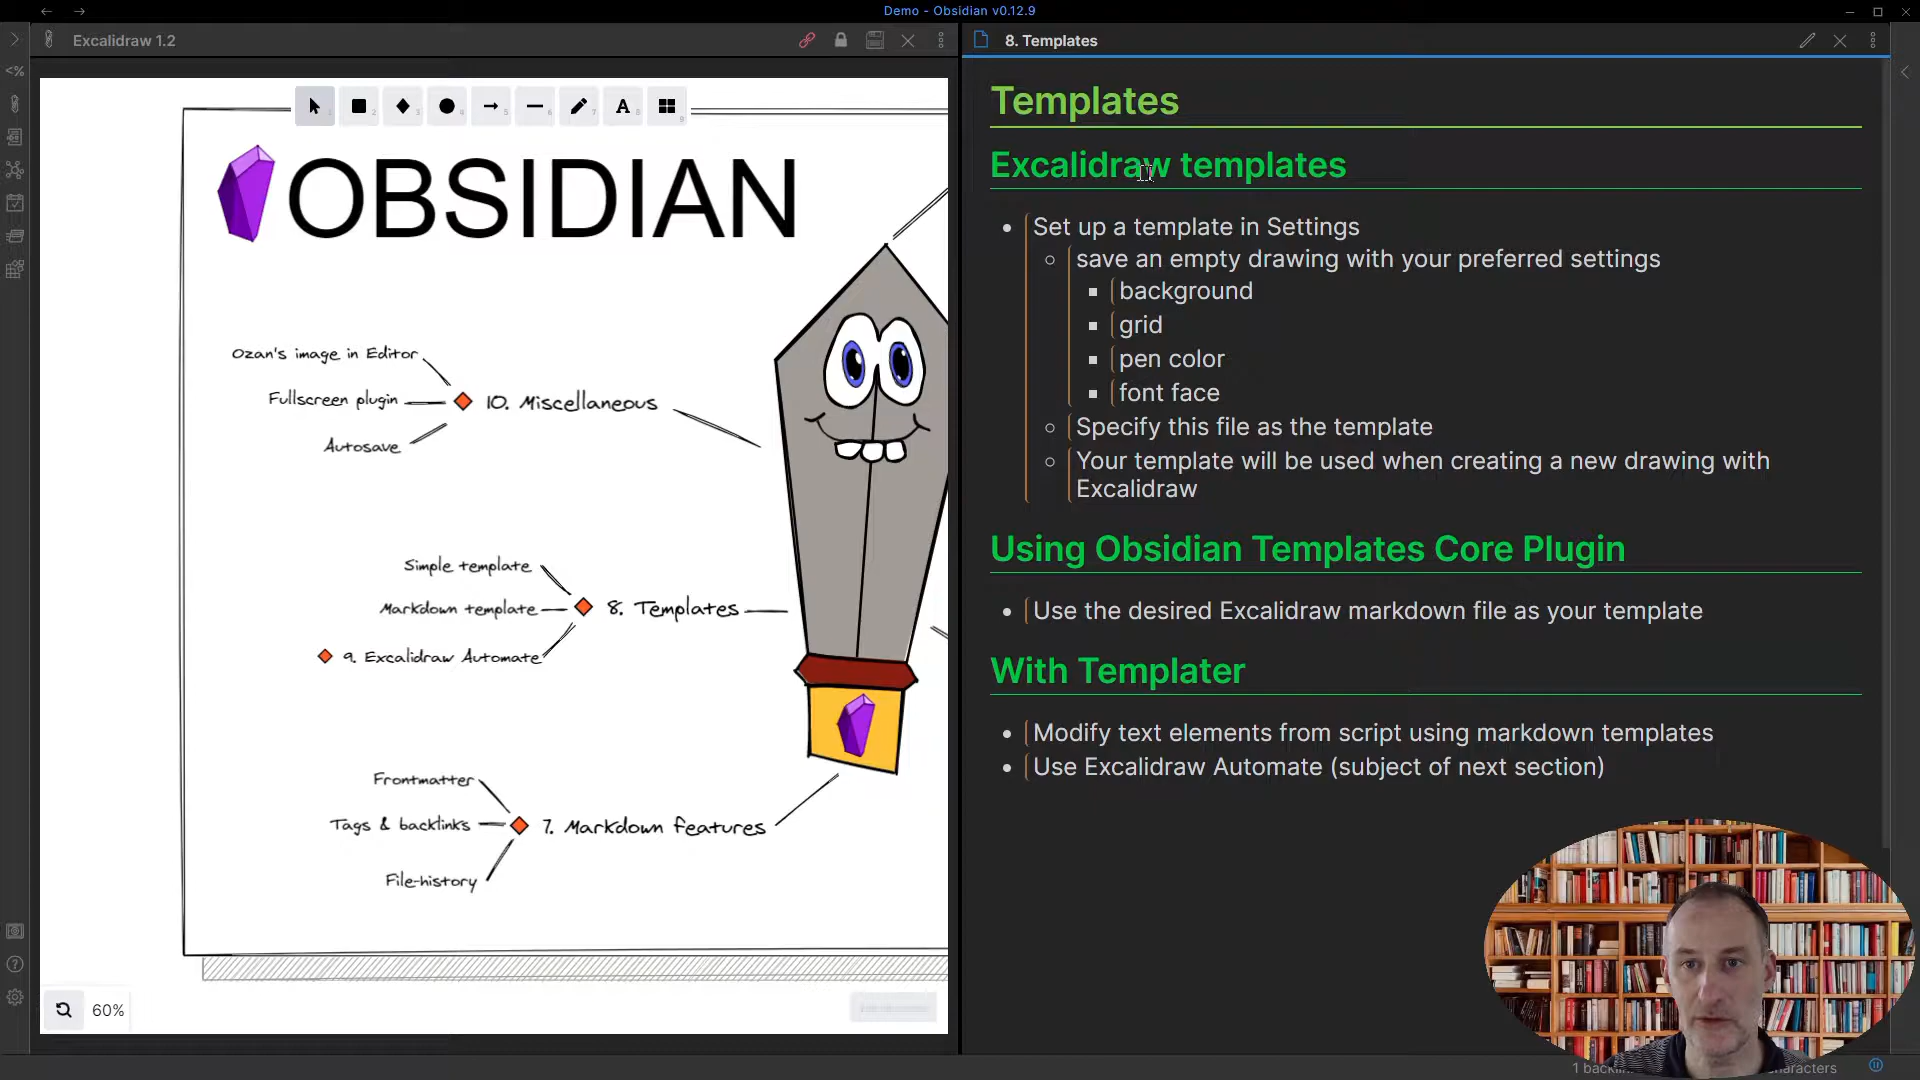 Demo - Obsidian v0.12.9
Excalidraw 1.2
8. Templates
OBSIDIAN
Ozan's image in Editor
Fullscreen plugin
Autosave
10. Miscellaneous
Simple template
Markdown template
9. Excalidraw Automate
8. Templates
Frontmatter
Tags & backlinks
File-history
7. Markdown features
60%
Templates
Excalidraw templates
Set up a template in Settings
save an empty drawing with your preferred settings
background
grid
pen color
font face
Specify this file as the template
Your template will be used when creating a new drawing with
Excalidraw
Using Obsidian Templates Core Plugin
Use the desired Excalidraw markdown file as your template
With Templater
Modify text elements from script using markdown templates
Use Excalidraw Automate (subject of next section)